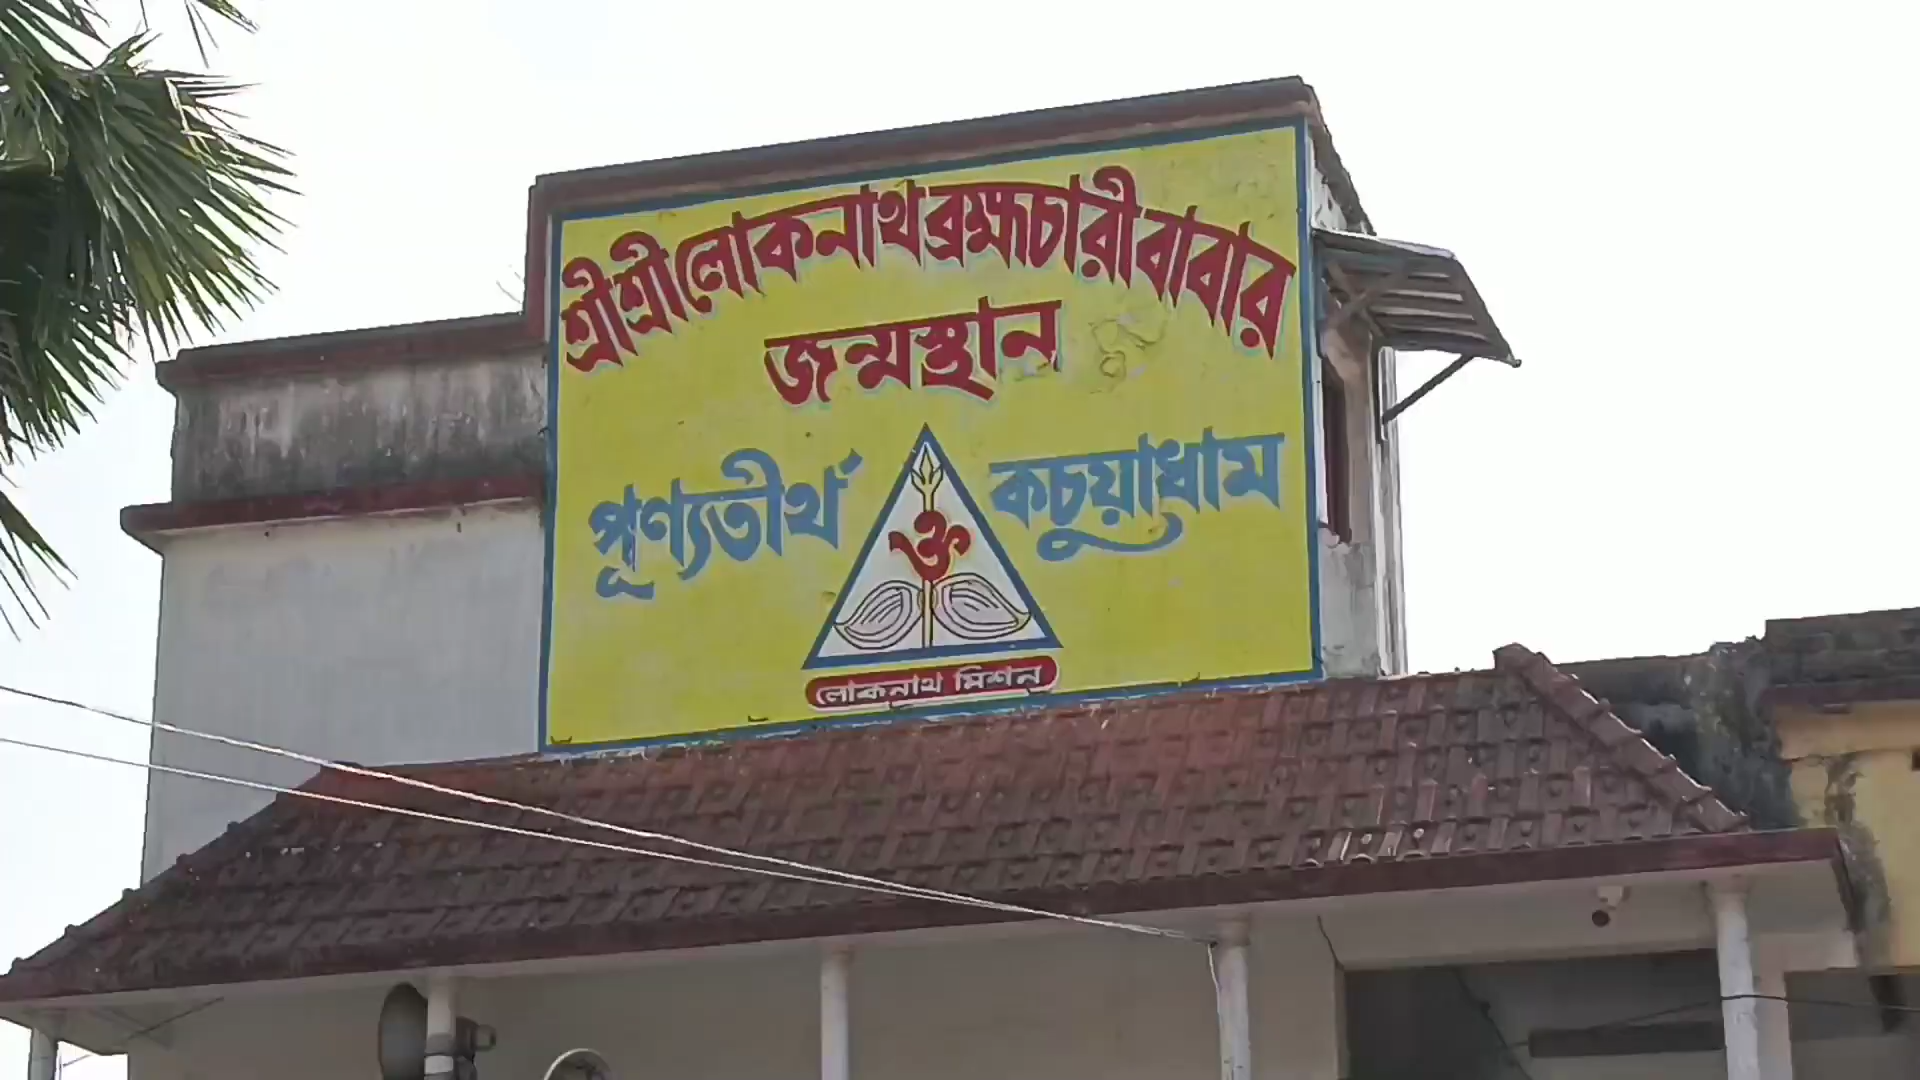 শ্রীশ্রীলোকনাথব্রহ্মচারীবাবার
জন্মস্থান
পূণ্যতীর্থ কচুয়াধাম
ওঁ
লোকনাথ মিশন